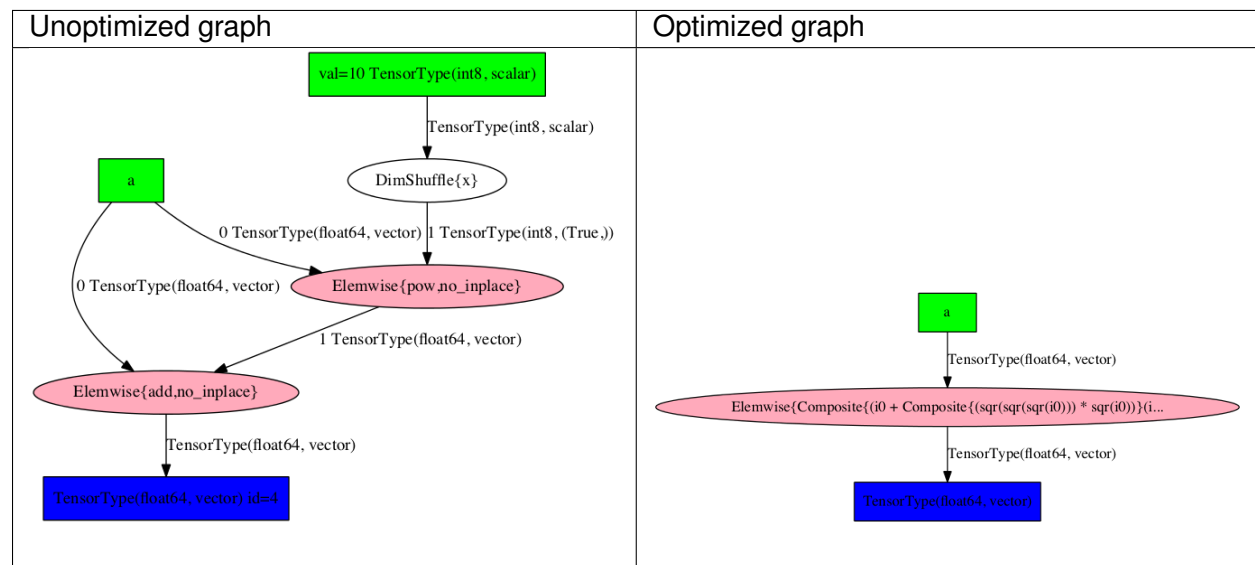 Unoptimized graph
Optimized graph
val=10 TensorType(int8, scalar)
TensorType(int8, scalar)
a
DimShuffle{x}
0 TensorType(float64, vector)
1 TensorType(int8, (True,))
0 TensorType(float64, vector)
Elemwise{pow,no_inplace}
1 TensorType(float64, vector)
Elemwise{add,no_inplace}
TensorType(float64, vector)
TensorType(float64, vector) id=4
a
TensorType(float64, vector)
Elemwise{Composite{(i0 + Composite{(sqr(sqr(sqr(i0))) * sqr(i0))}(i...
TensorType(float64, vector)
TensorType(float64, vector)